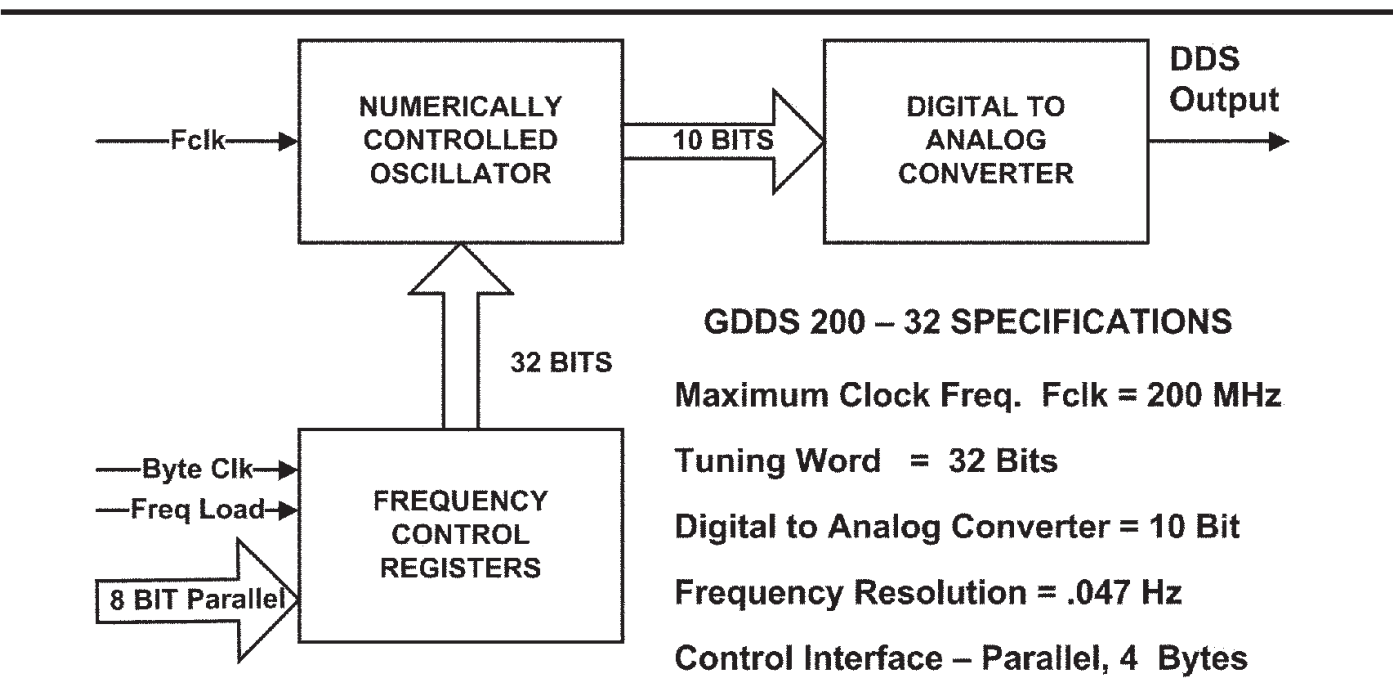 NUMERICALLY
CONTROLLED
OSCILLATOR
DIGITAL TO
ANALOG
CONVERTER
DDS
Output
Fclk
10 BITS
32 BITS
GDDS 200 – 32 SPECIFICATIONS
Maximum Clock Freq. Fclk = 200 MHz
Tuning Word = 32 Bits
Digital to Analog Converter = 10 Bit
Frequency Resolution = .047 Hz
Control Interface – Parallel, 4 Bytes
Byte Clk
Freq Load
8 BIT Parallel
FREQUENCY
CONTROL
REGISTERS